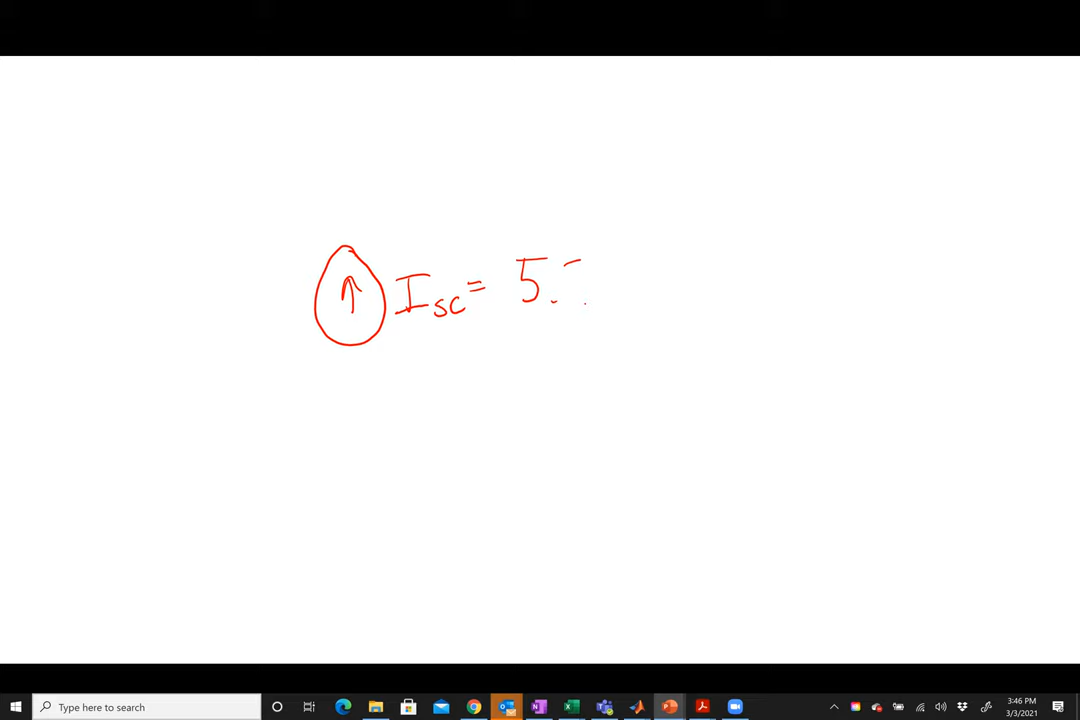 ↑ Isc = 5.
Type here to search
3:46 PM
3/3/2021